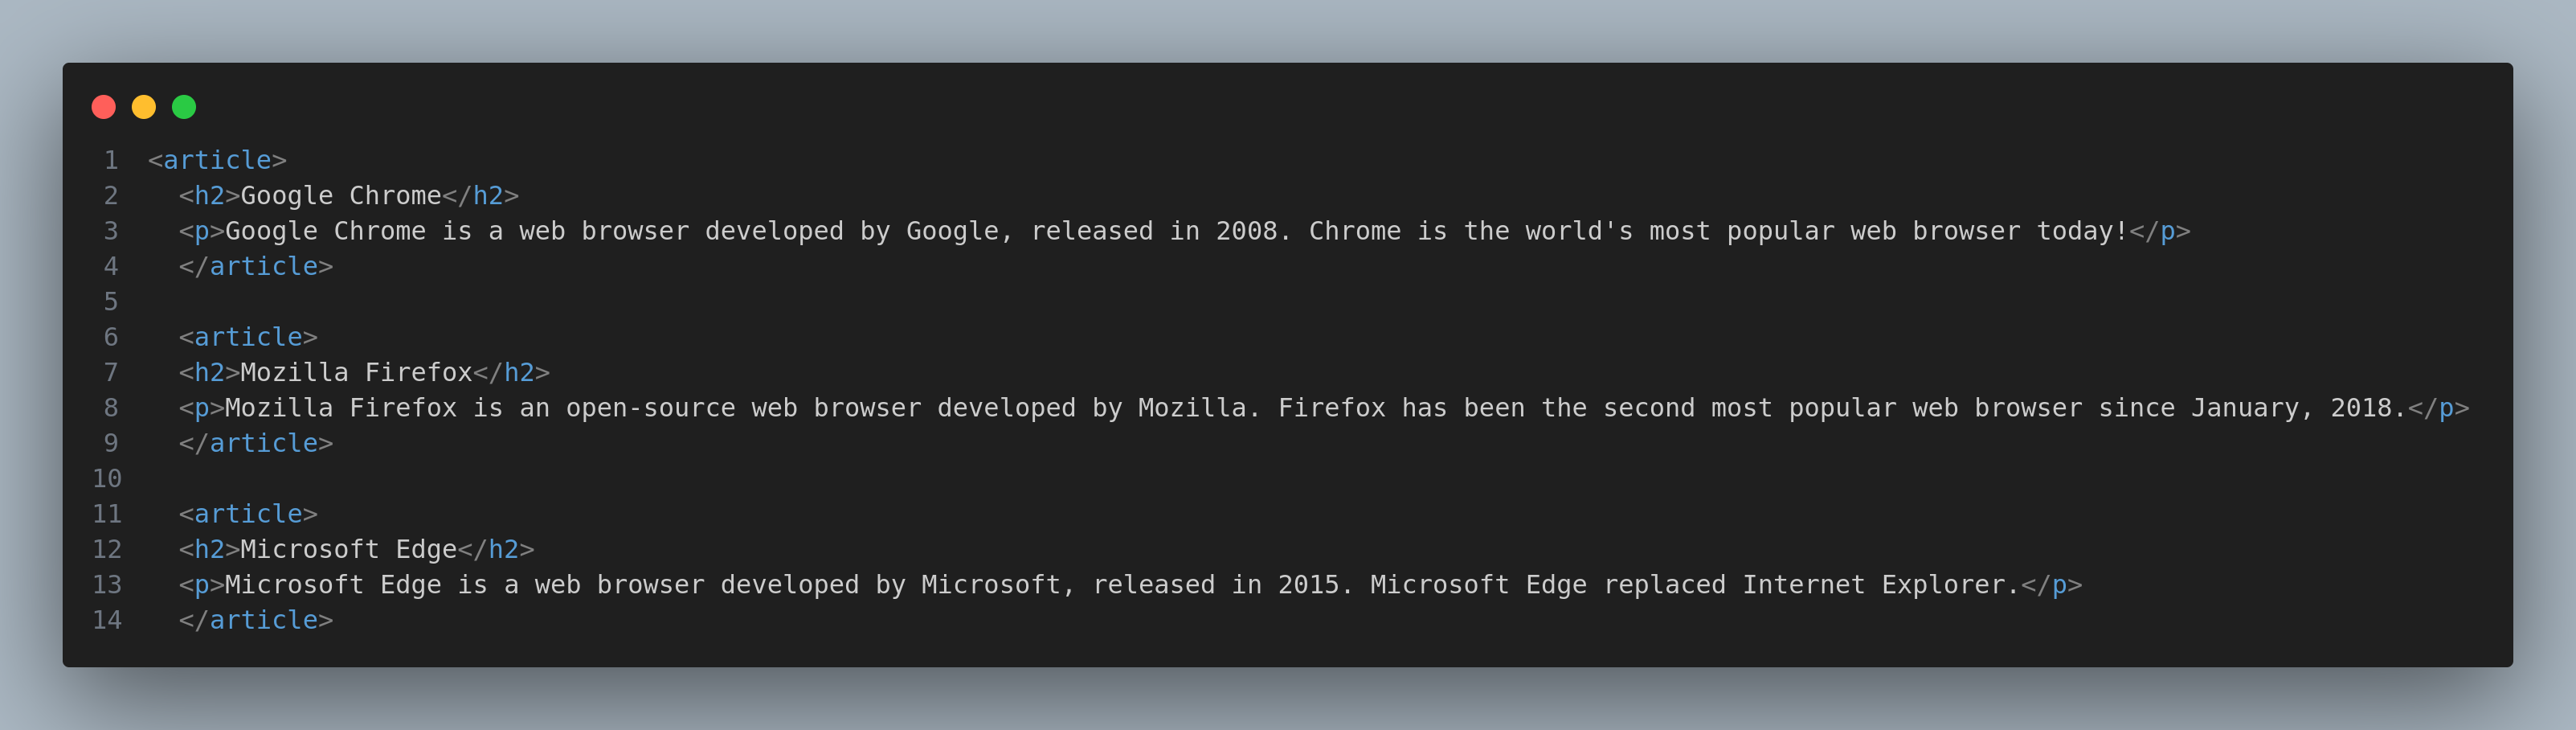 1 <article>
2   <h2>Google Chrome</h2>
3   <p>Google Chrome is a web browser developed by Google, released in 2008. Chrome is the world's most popular web browser today!</p>
4   </article>
5
6   <article>
7   <h2>Mozilla Firefox</h2>
8   <p>Mozilla Firefox is an open-source web browser developed by Mozilla. Firefox has been the second most popular web browser since January, 2018.</p>
9   </article>
10
11   <article>
12   <h2>Microsoft Edge</h2>
13   <p>Microsoft Edge is a web browser developed by Microsoft, released in 2015. Microsoft Edge replaced Internet Explorer.</p>
14   </article>